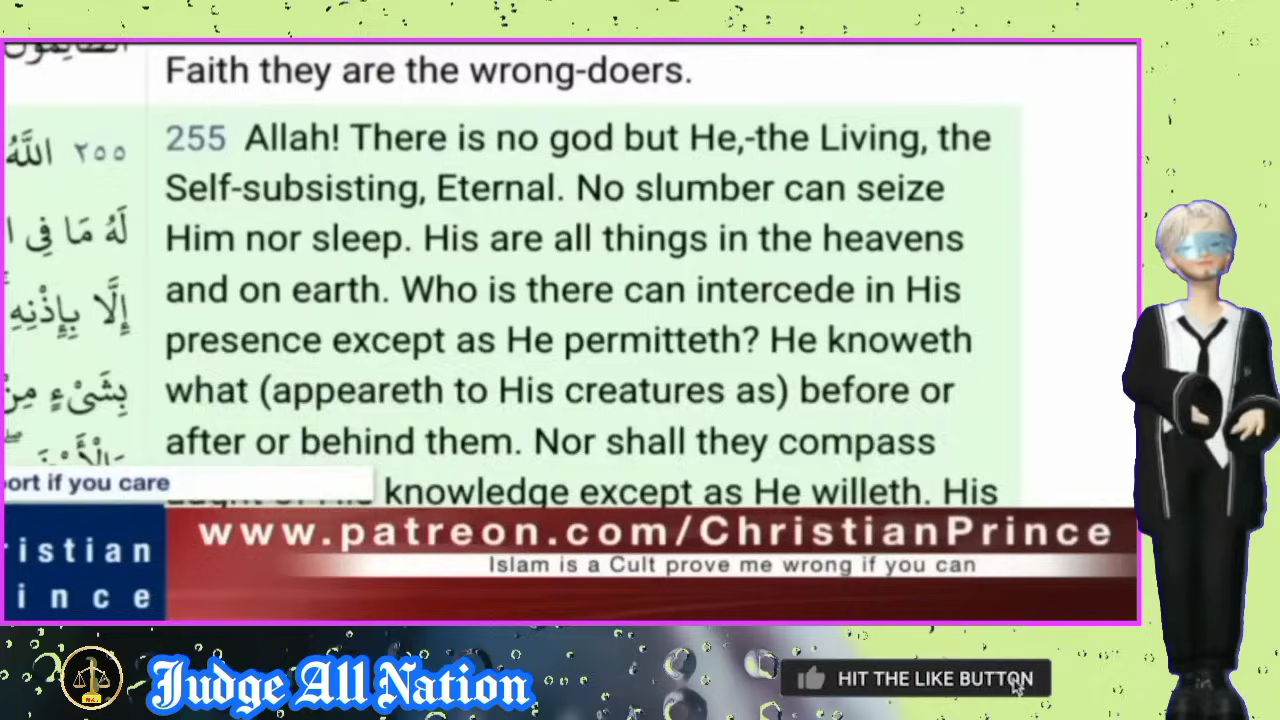 Faith they are the wrong-doers.
255 Allah! There is no god but He,-the Living, the
Self-subsisting, Eternal. No slumber can seize
Him nor sleep. His are all things in the heavens
and on earth. Who is there can intercede in His
presence except as He permitteth? He knoweth
what (appeareth to His creatures as) before or
after or behind them. Nor shall they compass
knowledge except as He willeth. His
٢٥٥ اللَّهُ
لَهُ مَا فِي
إِلَّا بِإِذْنِهِ
بِشَيْءٍ مِنْ
ort if you care
ristian
ince
www.patreon.com/ChristianPrince
Islam is a Cult prove me wrong if you can
Judge All Nation
HIT THE LIKE BUTTON